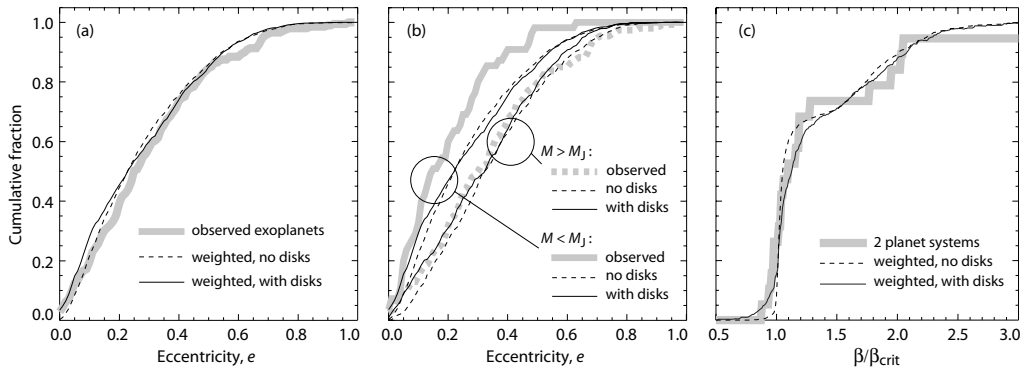 Cumulative fraction
1.0
0.8
0.6
0.4
0.2
0.0
(a)
observed exoplanets
weighted, no disks
weighted, with disks
0.0 0.2 0.4 0.6 0.8 1.0
Eccentricity, e
(b)
M > MJ :
observed
no disks
with disks
M < MJ :
observed
no disks
with disks
0.0 0.2 0.4 0.6 0.8 1.0
Eccentricity, e
(c)
2 planet systems
weighted, no disks
weighted, with disks
0.5 1.0 1.5 2.0 2.5 3.0
β/βcrit